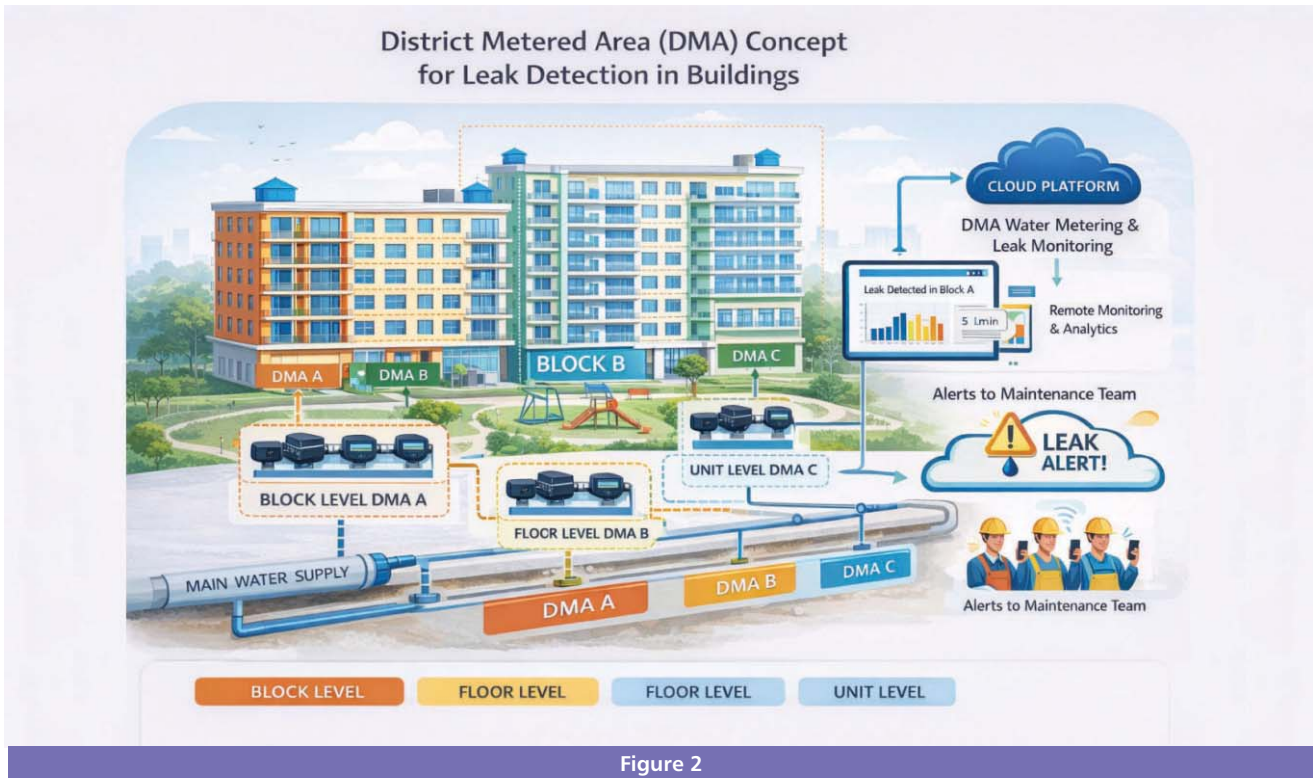 District Metered Area (DMA) Concept
for Leak Detection in Buildings
CLOUD PLATFORM
DMA Water Metering &
Leak Monitoring
Leak Detected in Block A
5 Lmin
Remote Monitoring
& Analytics
DMA A
DMA B
BLOCK B
DMA C
Alerts to Maintenance Team
LEAK
ALERT!
BLOCK LEVEL DMA A
FLOOR LEVEL DMA B
UNIT LEVEL DMA C
MAIN WATER SUPPLY
DMA A
DMA B
DMA C
Alerts to Maintenance Team
BLOCK LEVEL
FLOOR LEVEL
FLOOR LEVEL
UNIT LEVEL
Figure 2